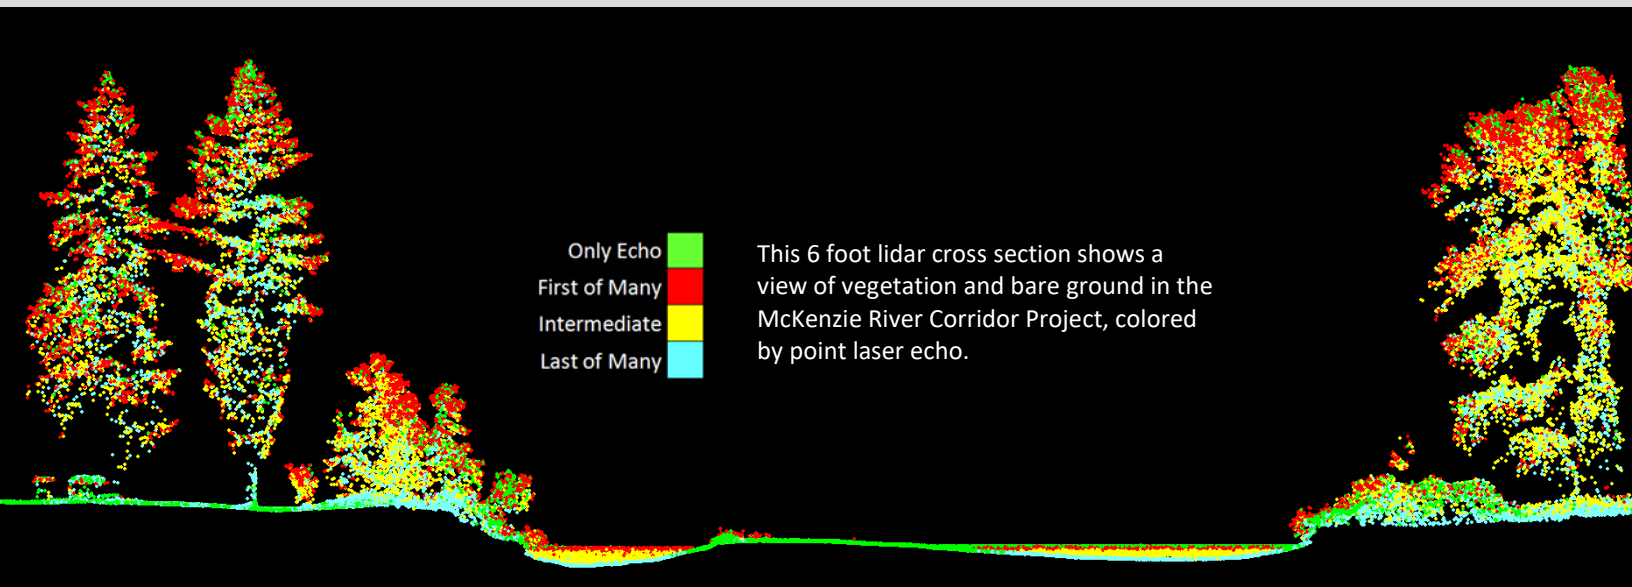 Only Echo
First of Many
Intermediate
Last of Many
This 6 foot lidar cross section shows a
view of vegetation and bare ground in the
McKenzie River Corridor Project, colored
by point laser echo.